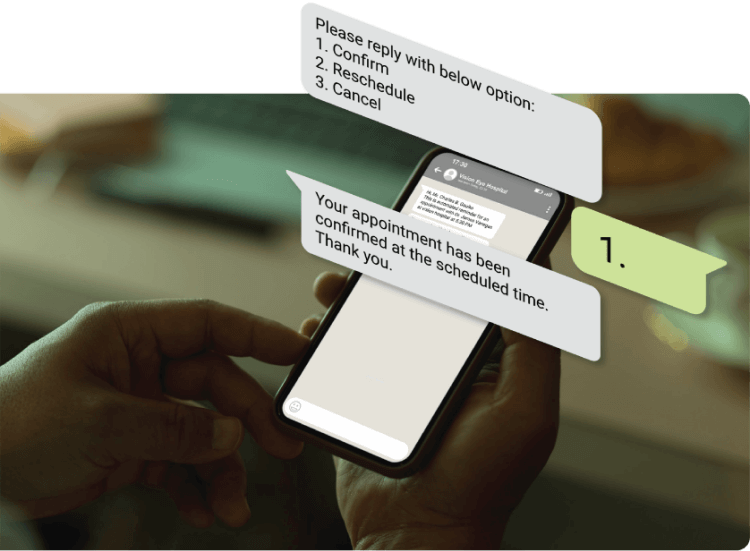 Please reply with below option:
1. Confirm
2. Reschedule
3. Cancel
17:30
Vision Eye Hospital
Hi, Mr. Charles B. Goucke
This is automated reminder for an
appointment with Dr. James Vanegas
at vision hospital at 5:30 PM
Your appointment has been
confirmed at the scheduled time.
Thank you.
1.